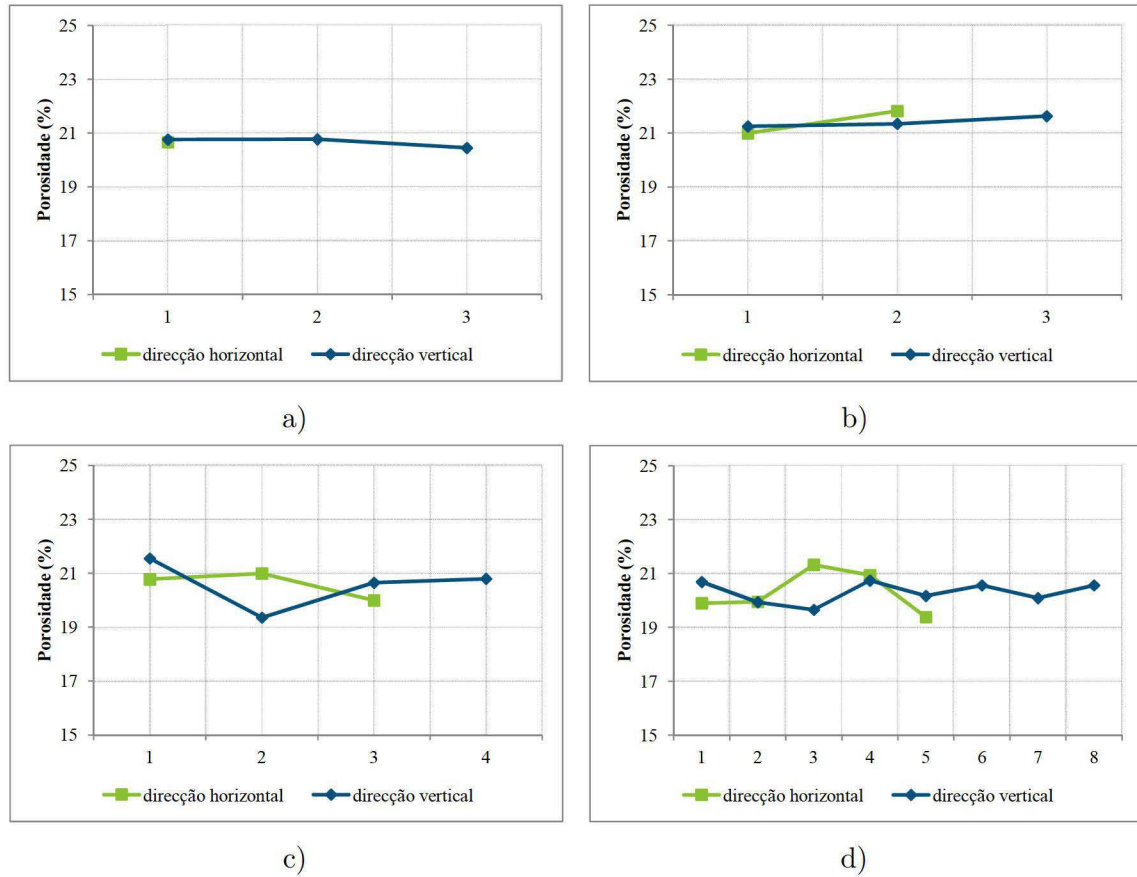 25
23
21
19
17
15
Porosidade (%)
1 2 3
direcção horizontal direcção vertical
a)
25
23
21
19
17
15
Porosidade (%)
1 2 3
direcção horizontal direcção vertical
b)
25
23
21
19
17
15
Porosidade (%)
1 2 3 4
direcção horizontal direcção vertical
c)
25
23
21
19
17
15
Porosidade (%)
1 2 3 4 5 6 7 8
direcção horizontal direcção vertical
d)